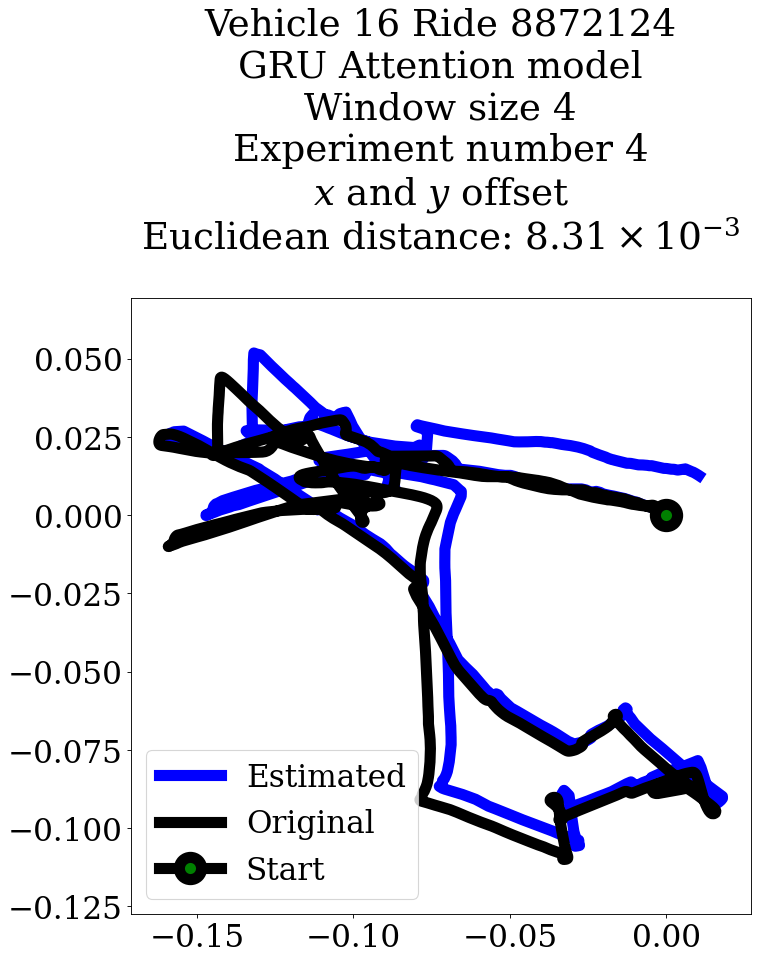 Vehicle 16 Ride 8872124
GRU Attention model
Window size 4
Experiment number 4
x and y offset
Euclidean distance: 8.31 × 10⁻³
0.050
0.025
0.000
−0.025
−0.050
−0.075
−0.100
−0.125
Estimated
Original
Start
−0.15 −0.10 −0.05 0.00